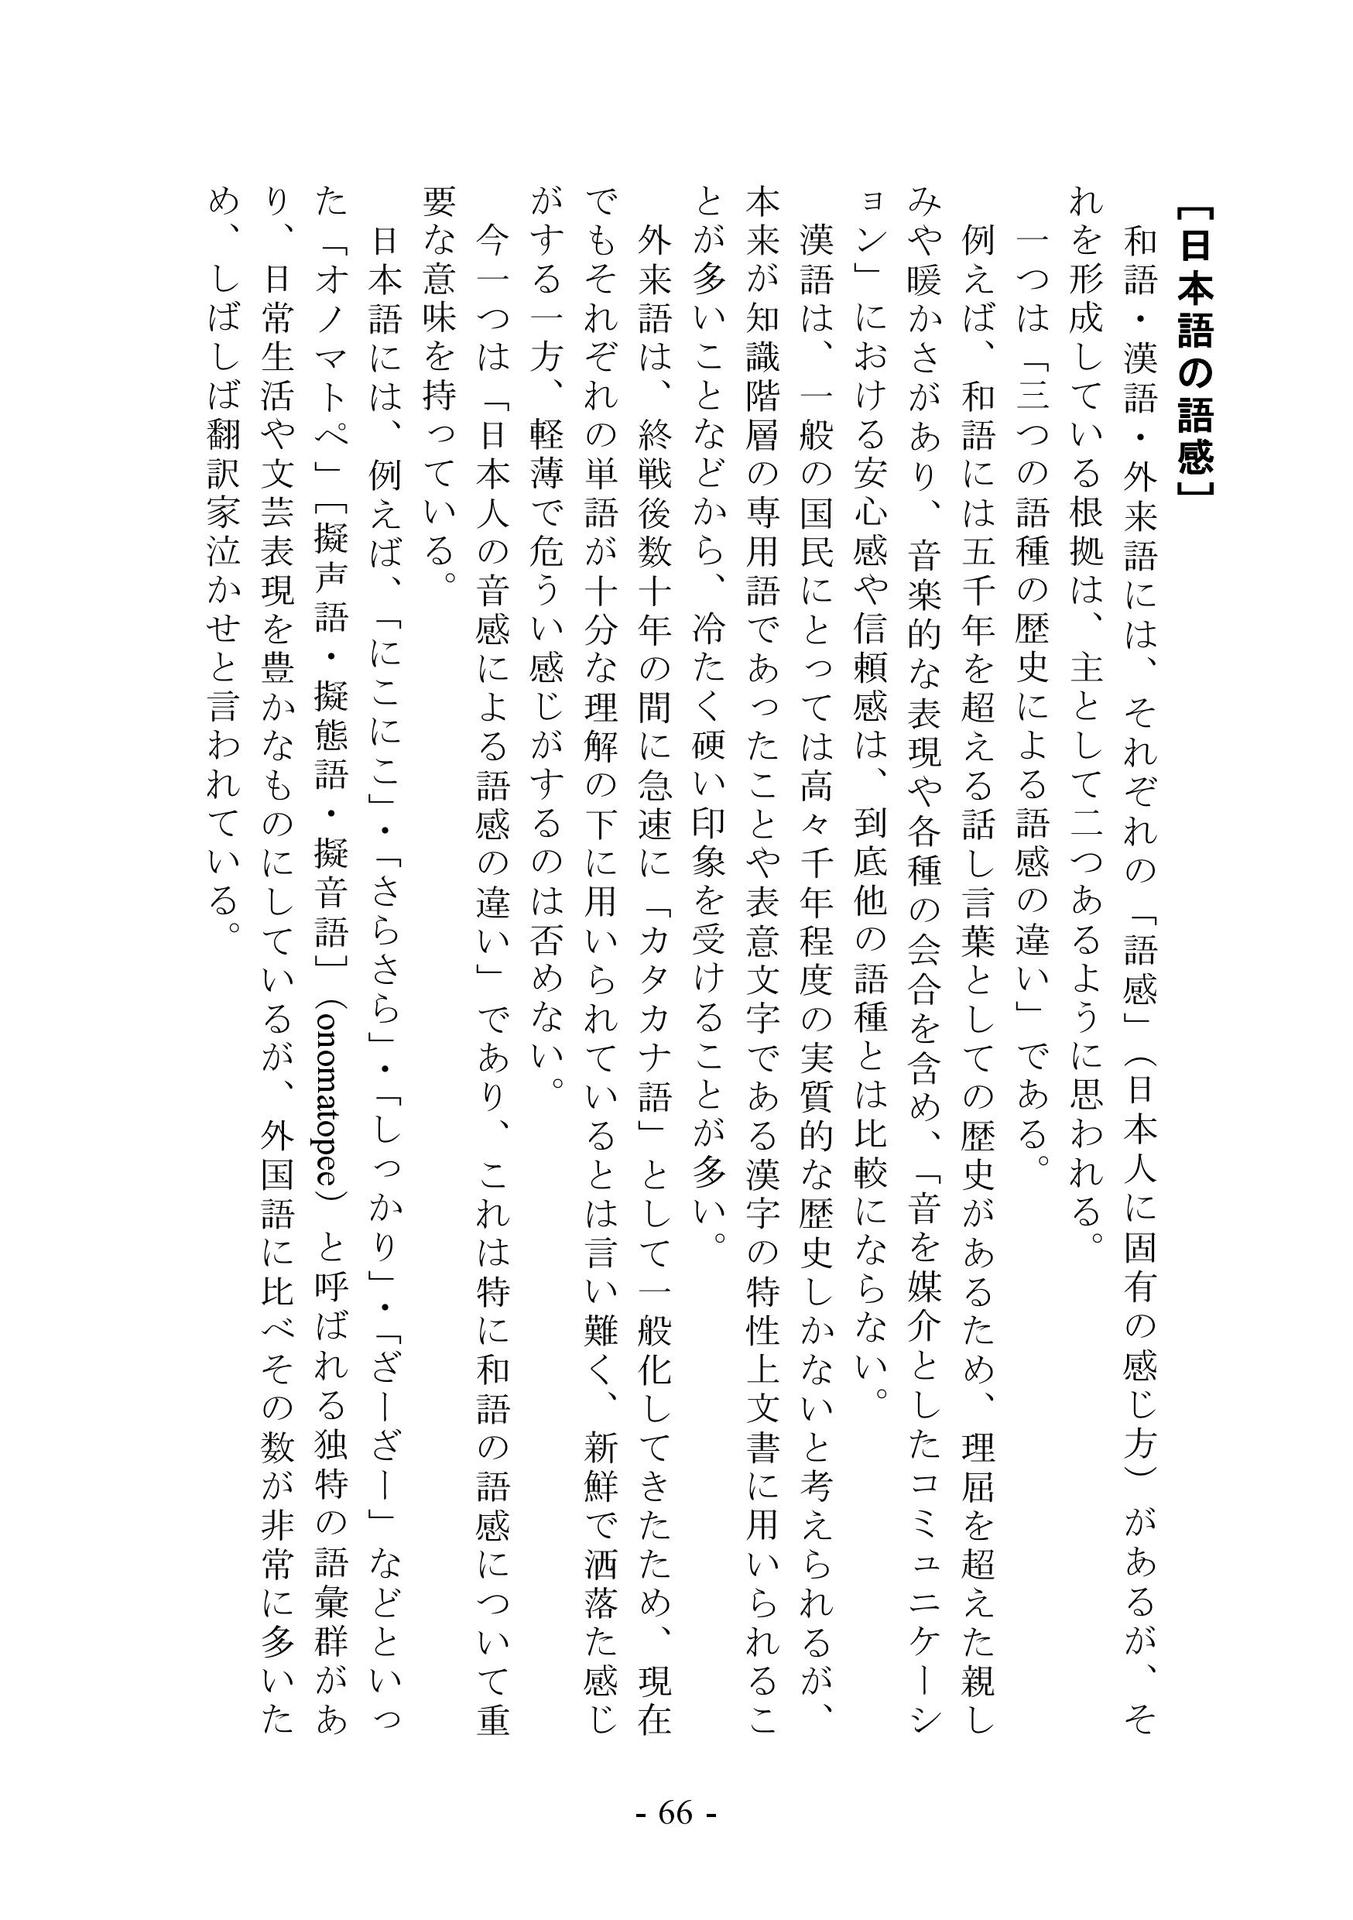 ［日本語の語感］
和語・漢語・外来語には、それぞれの「語感」（日本人に固有の感じ方）があるが、そ
れを形成している根拠は、主として二つあるように思われる。
一つは「三つの語種の歴史による語感の違い」である。
例えば、和語には五千年を超える話し言葉としての歴史があるため、理屈を超えた親し
みや暖かさがあり、音楽的な表現や各種の会合を含め、「音を媒介としたコミュニケーシ
ョン」における安心感や信頼感は、到底他の語種とは比較にならない。
漢語は、一般の国民にとっては高々千年程度の実質的な歴史しかないと考えられるが、
本来が知識階層の専用語であったことや表意文字である漢字の特性上文書に用いられるこ
とが多いことなどから、冷たく硬い印象を受けることが多い。
外来語は、終戦後数十年の間に急速に「カタカナ語」として一般化してきたため、現在
でもそれぞれの単語が十分な理解の下に用いられているとは言い難く、新鮮で洒落た感じ
がする一方、軽薄で危うい感じがするのは否めない。
今一つは「日本人の音感による語感の違い」であり、これは特に和語の語感について重
要な意味を持っている。
日本語には、例えば、「にこにこ」・「さらさら」・「しっかり」・「ざーざー」などといっ
た「オノマトペ」［擬声語・擬態語・擬音語］（onomatopee）と呼ばれる独特の語彙群があ
り、日常生活や文芸表現を豊かなものにしているが、外国語に比べその数が非常に多いた
め、しばしば翻訳家泣かせと言われている。
- 66 -